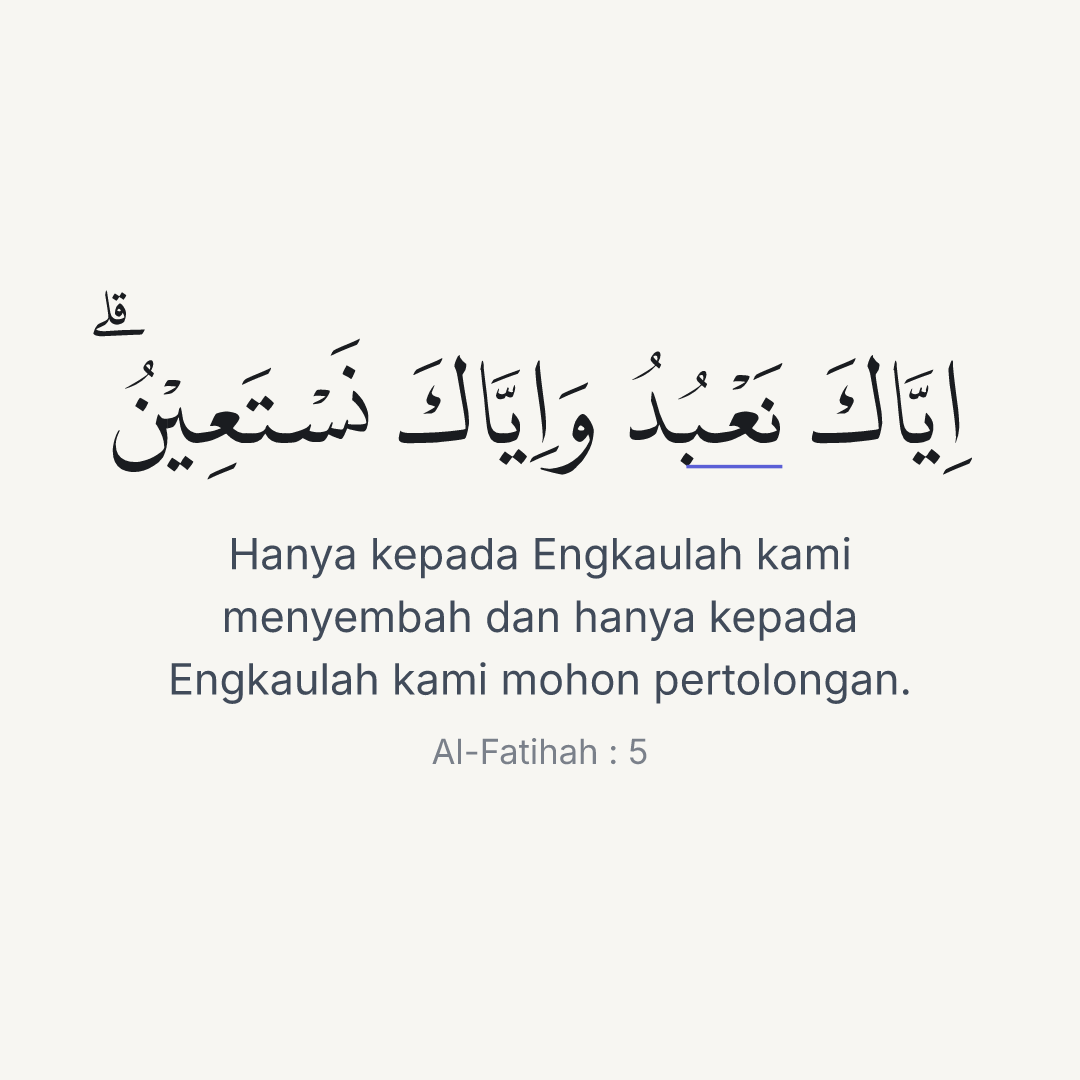 اِيَّاكَ نَعْبُدُ وَاِيَّاكَ نَسْتَعِيْنُۗ
Hanya kepada Engkaulah kami
menyembah dan hanya kepada
Engkaulah kami mohon pertolongan.
Al-Fatihah : 5